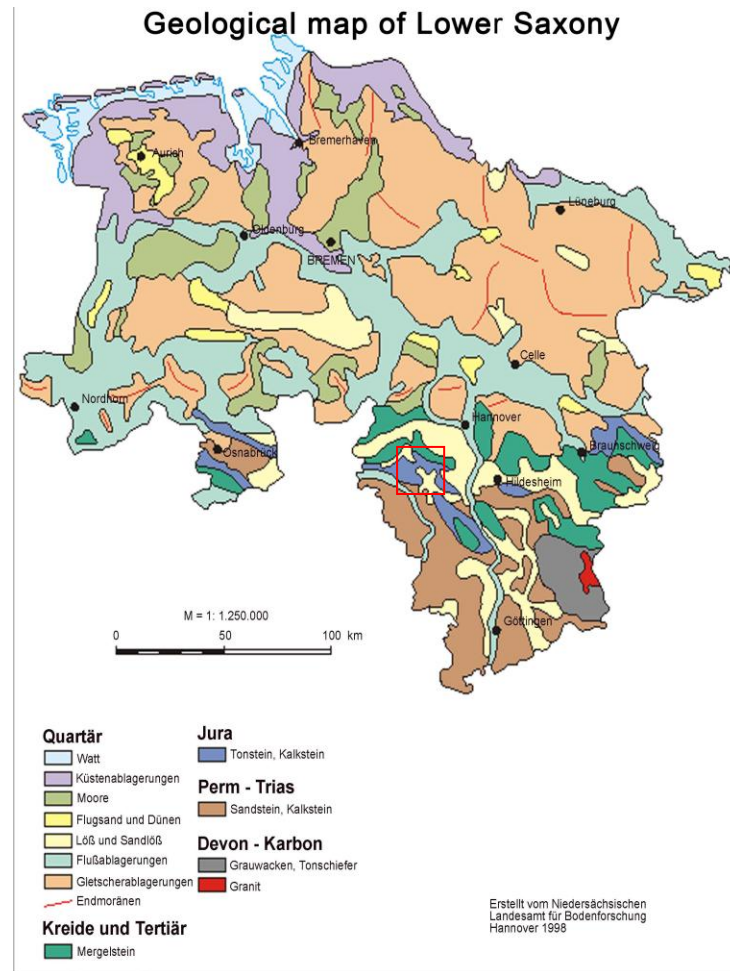 Geological map of Lower Saxony
Aurich
Bremerhaven
Lüneburg
Oldenburg
BREMEN
Celle
Nordhorn
Hannover
Osnabrück
Braunschweig
Hildesheim
Göttingen
M = 1: 1.250.000
0 50 100 km
Quartär
Watt
Küstenablagerungen
Moore
Flugsand und Dünen
Löß und Sandlöß
Flußablagerungen
Gletscherablagerungen
Endmoränen
Kreide und Tertiär
Mergelstein
Jura
Tonstein, Kalkstein
Perm - Trias
Sandstein, Kalkstein
Devon - Karbon
Grauwacken, Tonschiefer
Granit
Erstellt vom Niedersächsischen
Landesamt für Bodenforschung
Hannover 1998